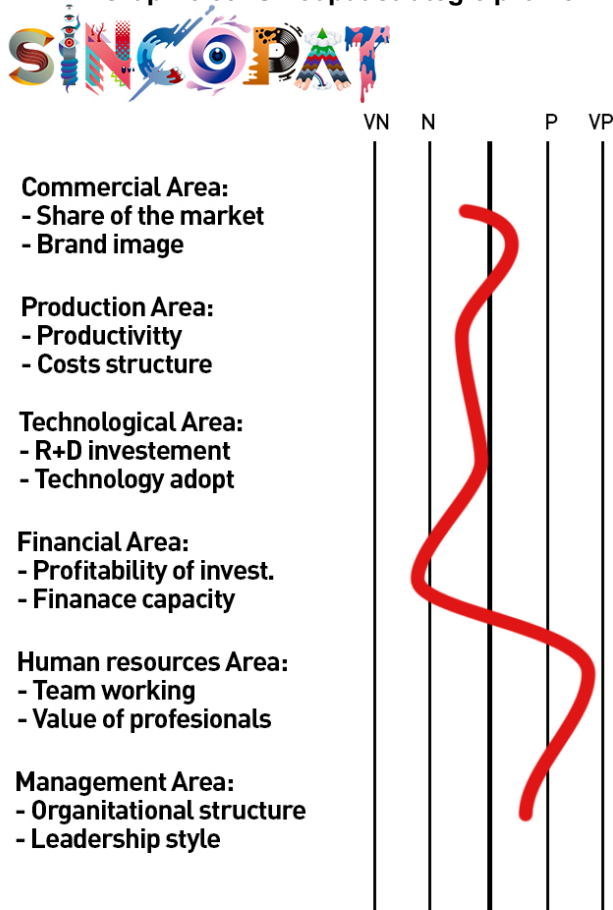 SINCOPAT
VN N P VP
Commercial Area:
- Share of the market
- Brand image
Production Area:
- Productivitty
- Costs structure
Technological Area:
- R+D investement
- Technology adopt
Financial Area:
- Profitability of invest.
- Finanace capacity
Human resources Area:
- Team working
- Value of profesionals
Management Area:
- Organitational structure
- Leadership style